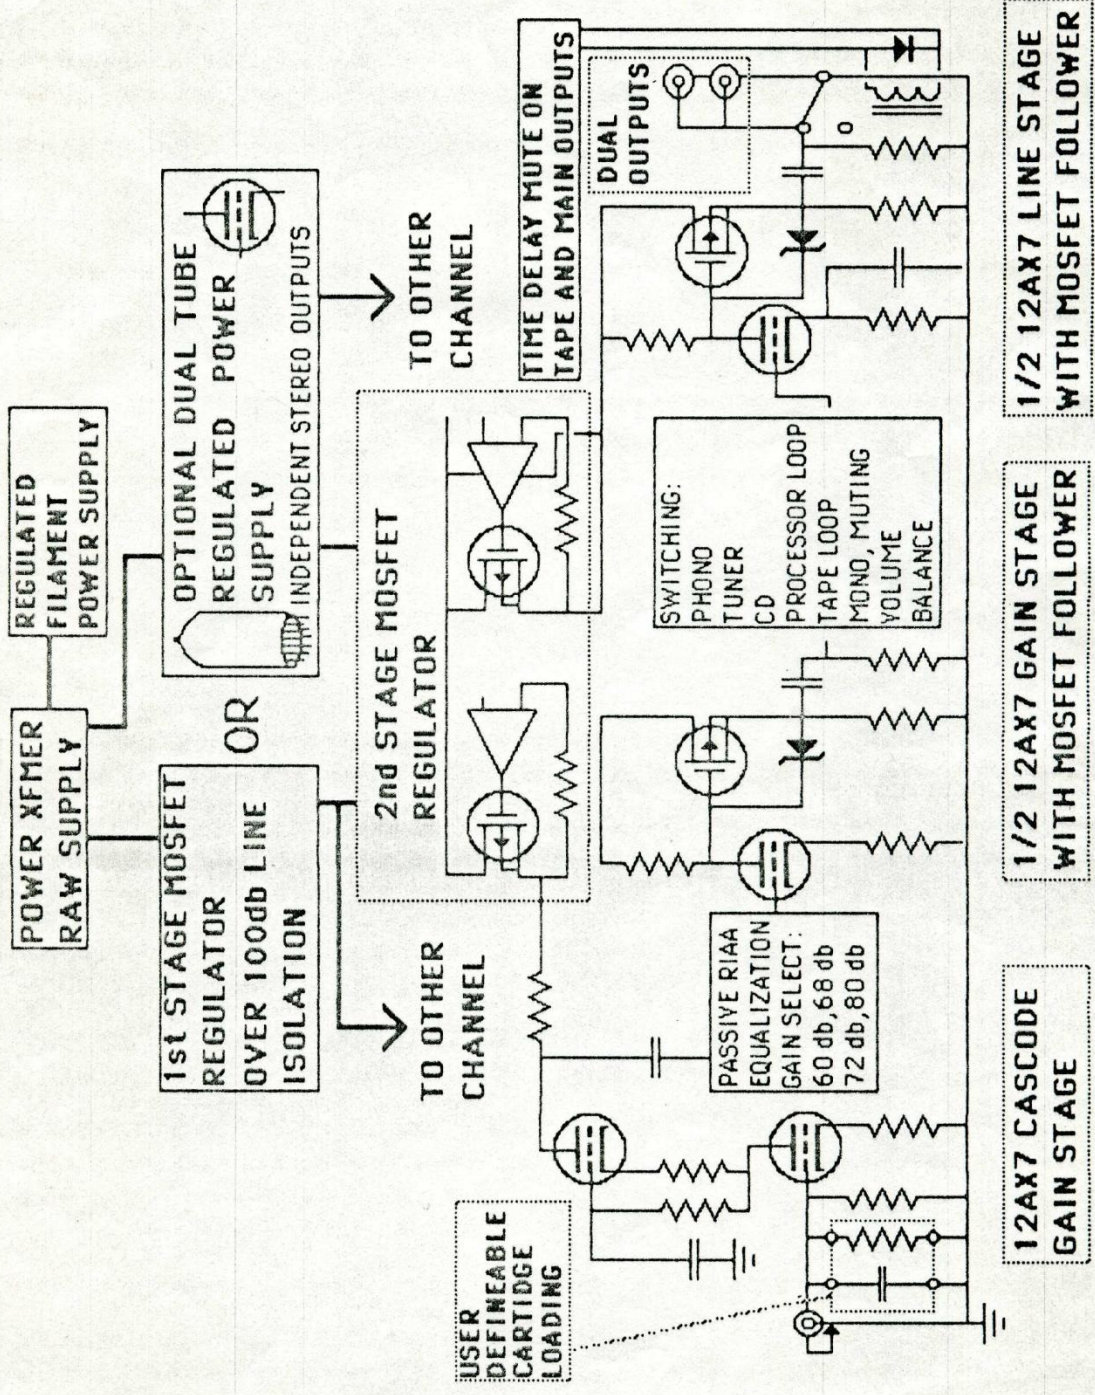 POWER XFMER
RAW SUPPLY
REGULATED
FILAMENT
POWER SUPPLY
1st STAGE MOSFET
REGULATOR
OVER 100db LINE
ISOLATION
OR
OPTIONAL DUAL TUBE
REGULATED POWER
SUPPLY
INDEPENDENT STEREO OUTPUTS
TO OTHER
CHANNEL
2nd STAGE MOSFET
REGULATOR
TO OTHER
CHANNEL
TIME DELAY MUTE ON
TAPE AND MAIN OUTPUTS
DUAL
OUTPUTS
USER
DEFINEABLE
CARTIDGE
LOADING
PASSIVE RIAA
EQUALIZATION
GAIN SELECT:
60 db,68 db
72 db,80 db
SWITCHING:
PHONO
TUNER
CD
PROCESSOR LOOP
TAPE LOOP
MONO, MUTING
VOLUME
BALANCE
12AX7 CASCODE
GAIN STAGE
1/2 12AX7 GAIN STAGE
WITH MOSFET FOLLOWER
1/2 12AX7 LINE STAGE
WITH MOSFET FOLLOWER